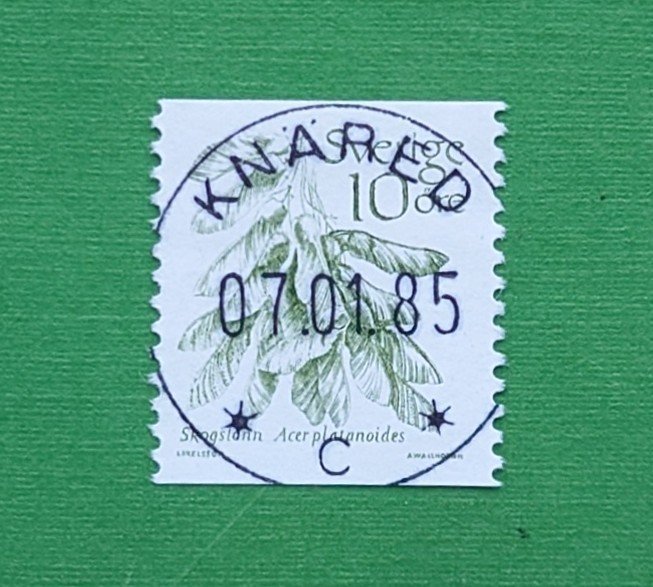 KNÄRED
Sverige
10 öre
07.01.85
Skogslönn Acer platanoides
C